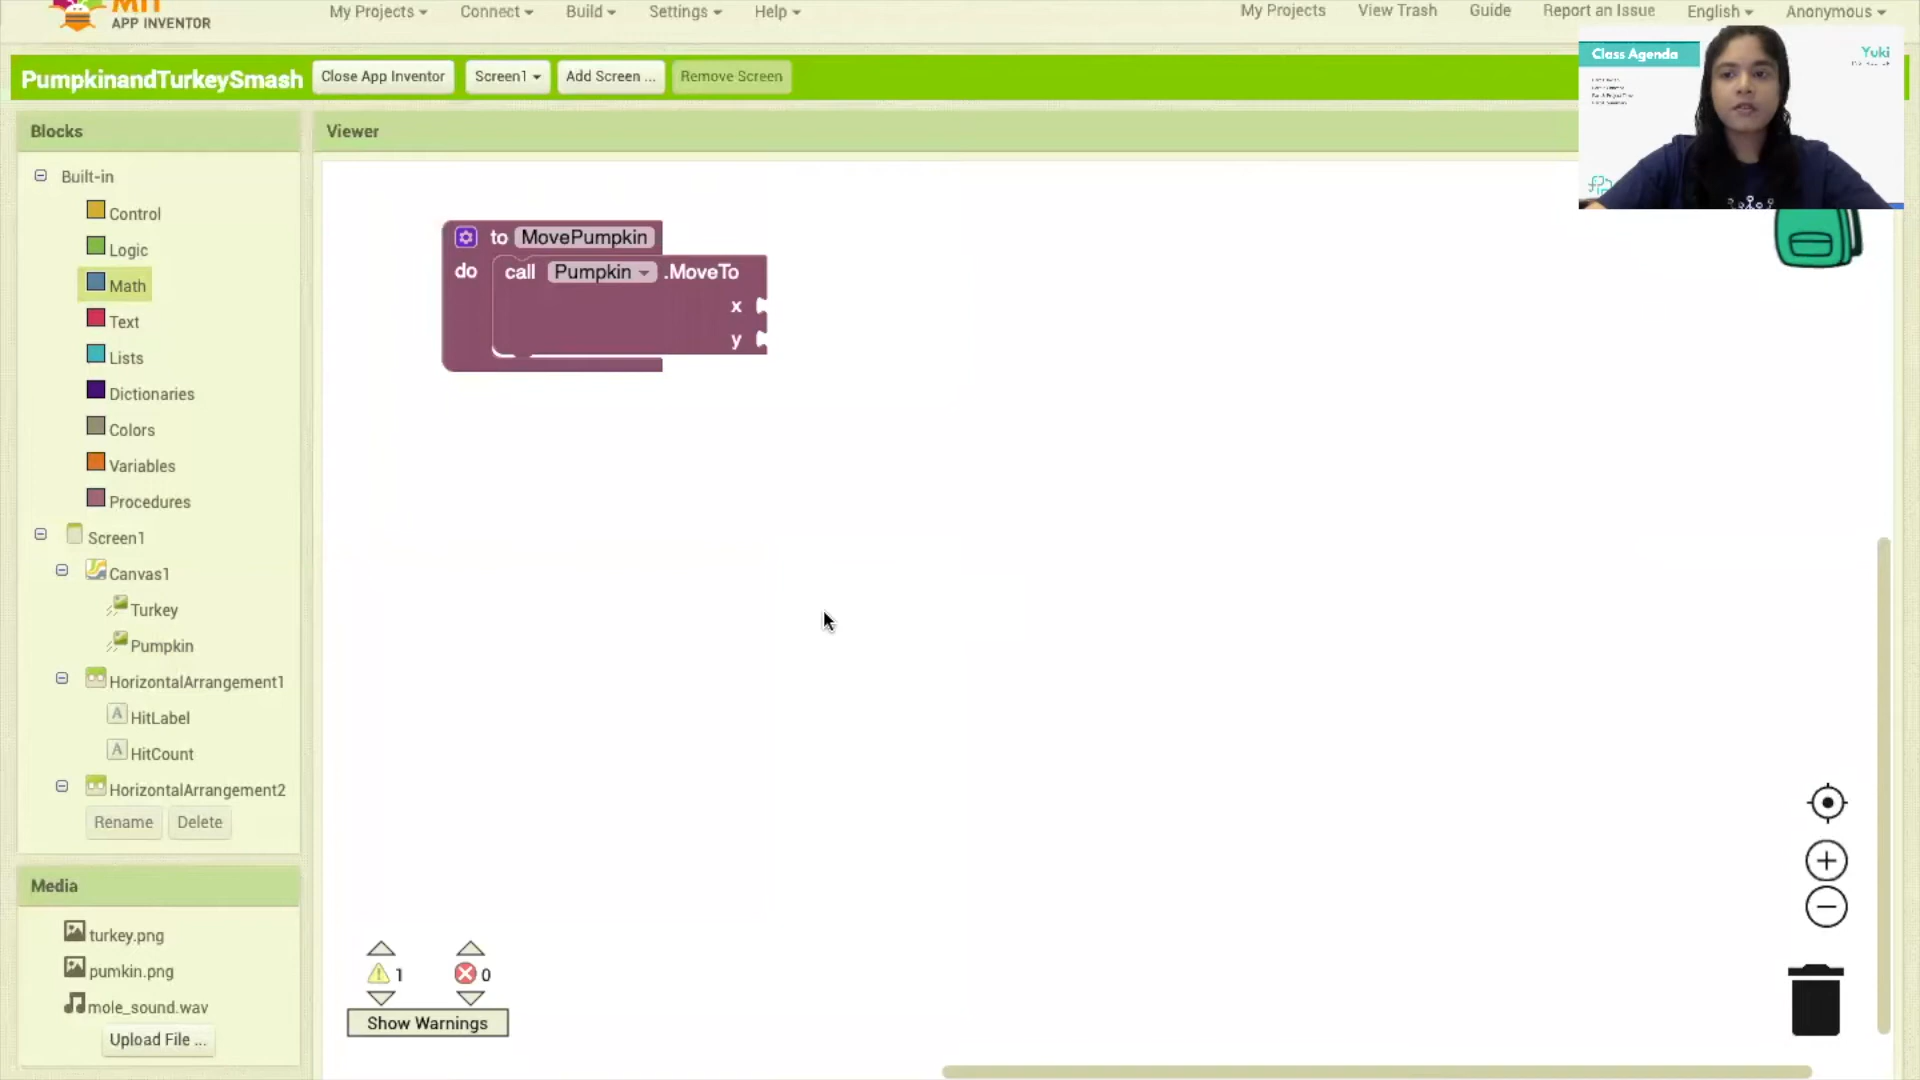 MIT
APP INVENTOR
My Projects
Connect
Build
Settings
Help
My Projects
View Trash
Guide
Report an Issue
English
Anonymous
PumpkinandTurkeySmash
Close App Inventor
Screen1
Add Screen ...
Remove Screen
Class Agenda
Yuki
Blocks
Viewer
Built-in
Control
Logic
Math
Text
Lists
Dictionaries
Colors
Variables
Procedures
Screen1
Canvas1
Turkey
Pumpkin
HorizontalArrangement1
A HitLabel
A HitCount
HorizontalArrangement2
Rename
Delete
to MovePumpkin
do call Pumpkin .MoveTo
x
y
Media
turkey.png
pumkin.png
mole_sound.wav
Upload File ...
1
0
Show Warnings